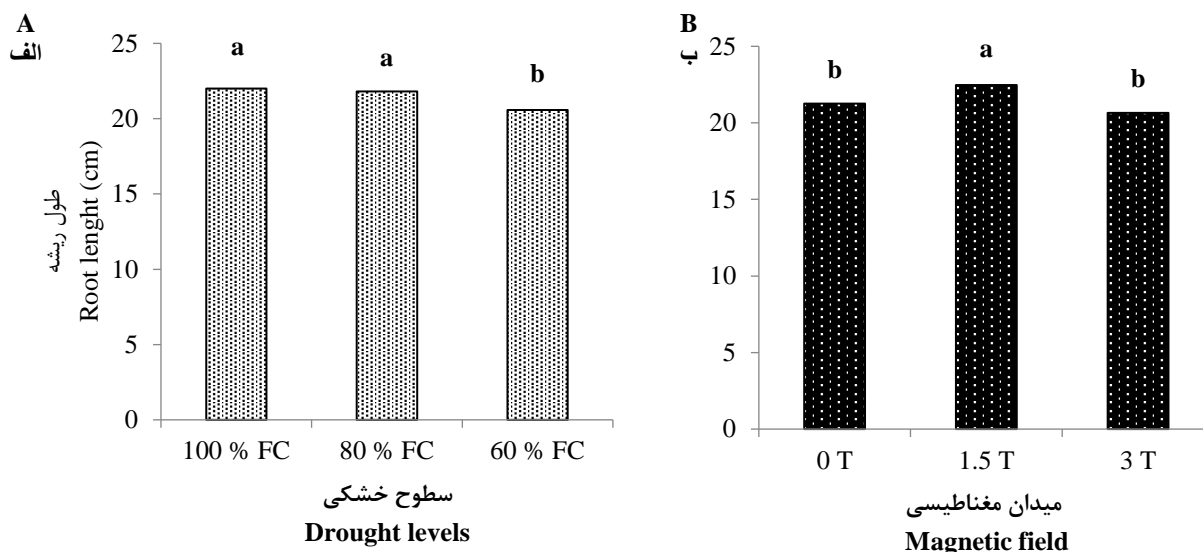 A
الف
طول ریشه
Root lenght (cm)
25
20
15
10
5
0
a
a
b
100 % FC
80 % FC
60 % FC
سطوح خشکی
Drought levels
B
ب
25
20
15
10
5
0
b
a
b
0 T
1.5 T
3 T
میدان مغناطیسی
Magnetic field